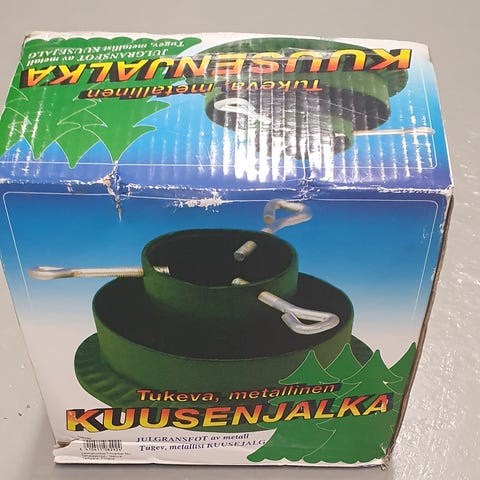 JULGRANSFOT av metall
Tugev, metallist KUUSEJALG
KUUSENJALKA
Tukeva, metallinen
Tukeva, metallinen
KUUSENJALKA
JULGRANSFOT av metall
Tugev, metallist KUUSEJALG